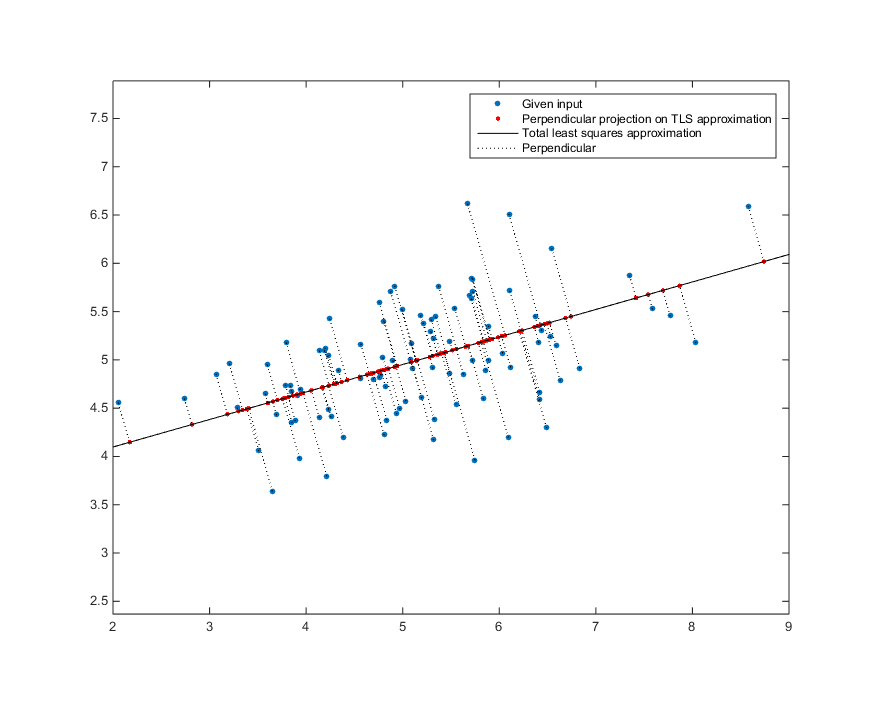 Given input
Perpendicular projection on TLS approximation
Total least squares approximation
Perpendicular
7.5
7
6.5
6
5.5
5
4.5
4
3.5
3
2.5
2 3 4 5 6 7 8 9